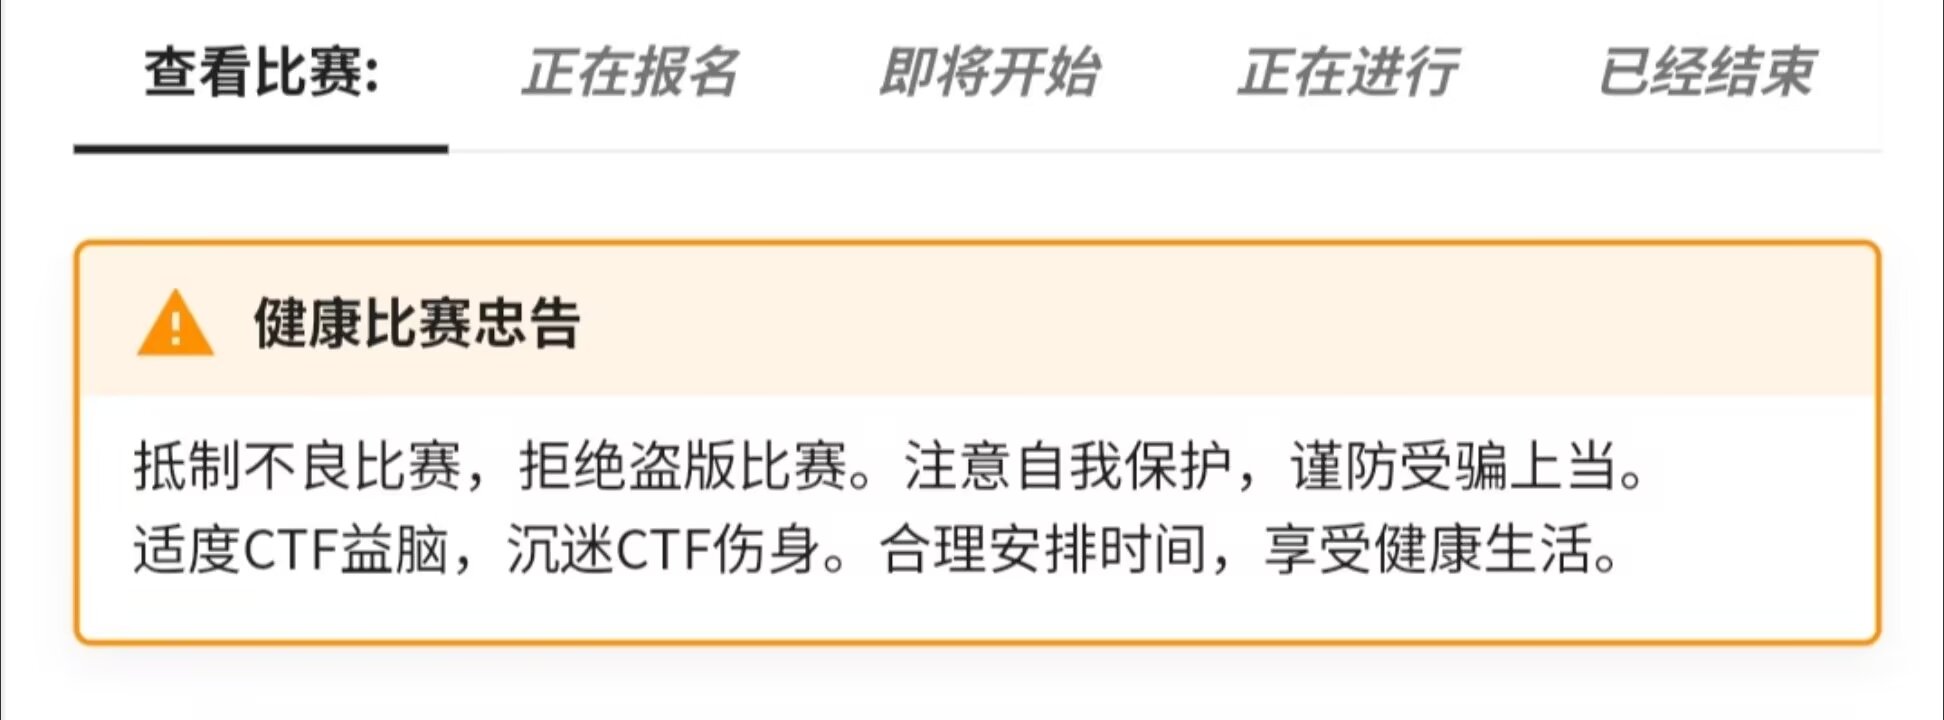 查看比赛: 正在报名 即将开始 正在进行 已经结束
健康比赛忠告
抵制不良比赛，拒绝盗版比赛。注意自我保护，谨防受骗上当。
适度CTF益脑，沉迷CTF伤身。合理安排时间，享受健康生活。